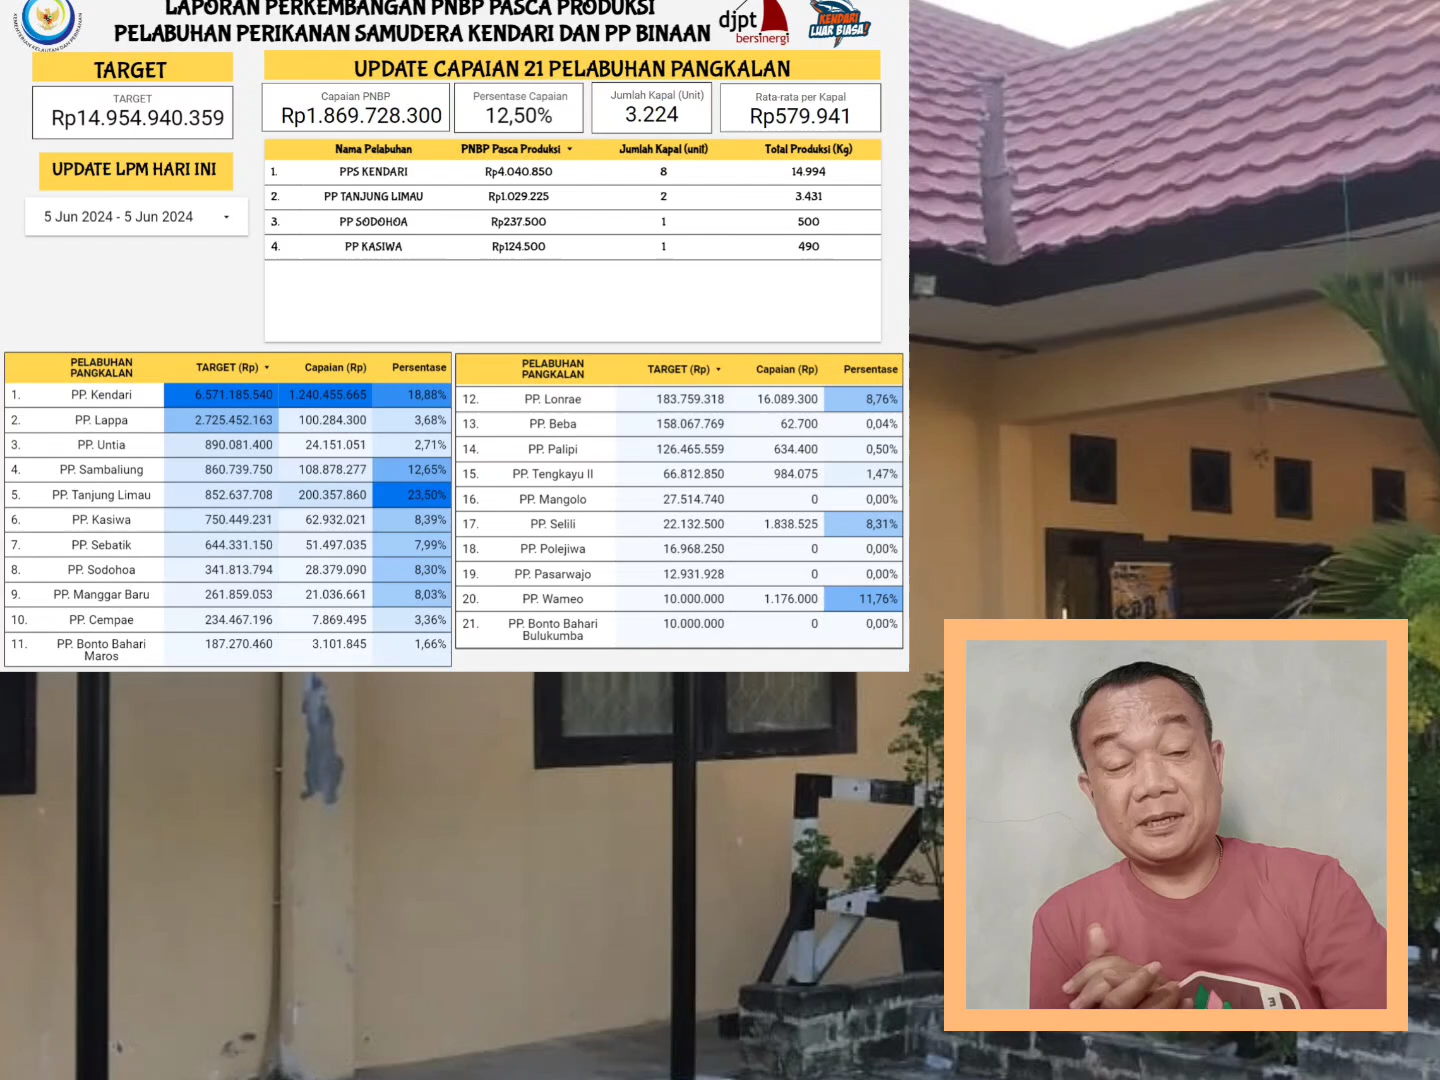 LAPORAN PERKEMBANGAN PNBP PASCA PRODUKSI
PELABUHAN PERIKANAN SAMUDERA KENDARI DAN PP BINAAN
djpt
bersinergi
KENDARI
LUAR BIASA!
TARGET
TARGET
Rp14.954.940.359
UPDATE LPM HARI INI
5 Jun 2024 - 5 Jun 2024
UPDATE CAPAIAN 21 PELABUHAN PANGKALAN
Capaian PNBP
Rp1.869.728.300
Persentase Capaian
12,50%
Jumlah Kapal (Unit)
3.224
Rata-rata per Kapal
Rp579.941
Nama Pelabuhan PNBP Pasca Produksi Jumlah Kapal (unit) Total Produksi (Kg)
1. PPS KENDARI Rp4.040.850 8 14.994
2. PP TANJUNG LIMAU Rp1.029.225 2 3.431
3. PP SODOHOA Rp237.500 1 500
4. PP KASIWA Rp124.500 1 490
PELABUHAN PANGKALAN TARGET (Rp) Capaian (Rp) Persentase
1. PP. Kendari 6.571.185.540 1.240.455.665 18,88%
2. PP. Lappa 2.725.452.163 100.284.300 3,68%
3. PP. Untia 890.081.400 24.151.051 2,71%
4. PP. Sambaliung 860.739.750 108.878.277 12,65%
5. PP. Tanjung Limau 852.637.708 200.357.860 23,50%
6. PP. Kasiwa 750.449.231 62.932.021 8,39%
7. PP. Sebatik 644.331.150 51.497.035 7,99%
8. PP. Sodohoa 341.813.794 28.379.090 8,30%
9. PP. Manggar Baru 261.859.053 21.036.661 8,03%
10. PP. Cempae 234.467.196 7.869.495 3,36%
11. PP. Bonto Bahari Maros 187.270.460 3.101.845 1,66%
PELABUHAN PANGKALAN TARGET (Rp) Capaian (Rp) Persentase
12. PP. Lonrae 183.759.318 16.089.300 8,76%
13. PP. Beba 158.067.769 62.700 0,04%
14. PP. Palipi 126.465.559 634.400 0,50%
15. PP. Tengkayu II 66.812.850 984.075 1,47%
16. PP. Mangolo 27.514.740 0 0,00%
17. PP. Selili 22.132.500 1.838.525 8,31%
18. PP. Polejiwa 16.968.250 0 0,00%
19. PP. Pasarwajo 12.931.928 0 0,00%
20. PP. Wameo 10.000.000 1.176.000 11,76%
21. PP. Bonto Bahari Bulukumba 10.000.000 0 0,00%